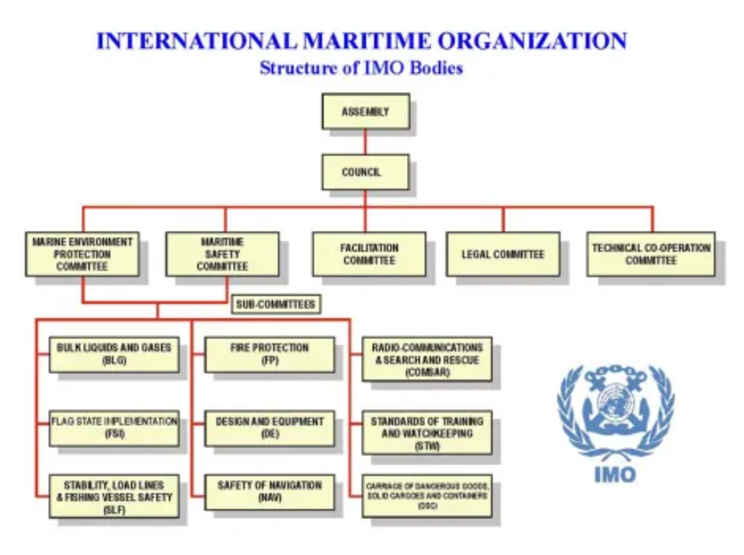 INTERNATIONAL MARITIME ORGANIZATION
Structure of IMO Bodies
ASSEMBLY
COUNCIL
MARINE ENVIRONMENT
PROTECTION
COMMITTEE
MARITIME
SAFETY
COMMITTEE
FACILITATION
COMMITTEE
LEGAL COMMITTEE
TECHNICAL CO-OPERATION
COMMITTEE
SUB-COMMITTEES
BULK LIQUIDS AND GASES
(BLG)
FIRE PROTECTION
(FP)
RADIO-COMMUNICATIONS
& SEARCH AND RESCUE
(COMSAR)
FLAG STATE IMPLEMENTATION
(FSI)
DESIGN AND EQUIPMENT
(DE)
STANDARDS OF TRAINING
AND WATCHKEEPING
(STW)
STABILITY, LOAD LINES
& FISHING VESSEL SAFETY
(SLF)
SAFETY OF NAVIGATION
(NAV)
CARRIAGE OF DANGEROUS GOODS,
SOLID CARGOES AND CONTAINERS
(DSC)
IMO